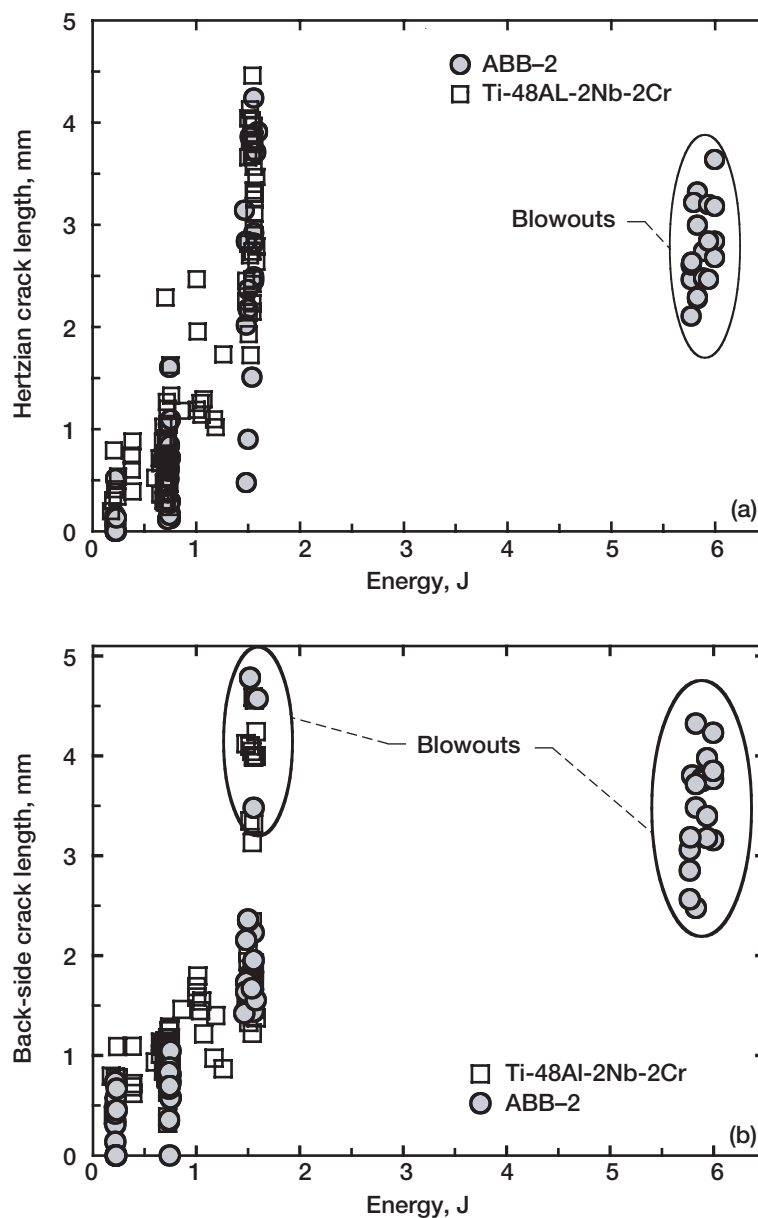 5
4
3
2
1
0
Hertzian crack length, mm
ABB–2
Ti-48AL-2Nb-2Cr
Blowouts
(a)
0 1 2 3 4 5 6
Energy, J
5
4
3
2
1
0
Back-side crack length, mm
Blowouts
Ti-48Al-2Nb-2Cr
ABB–2
(b)
0 1 2 3 4 5 6
Energy, J